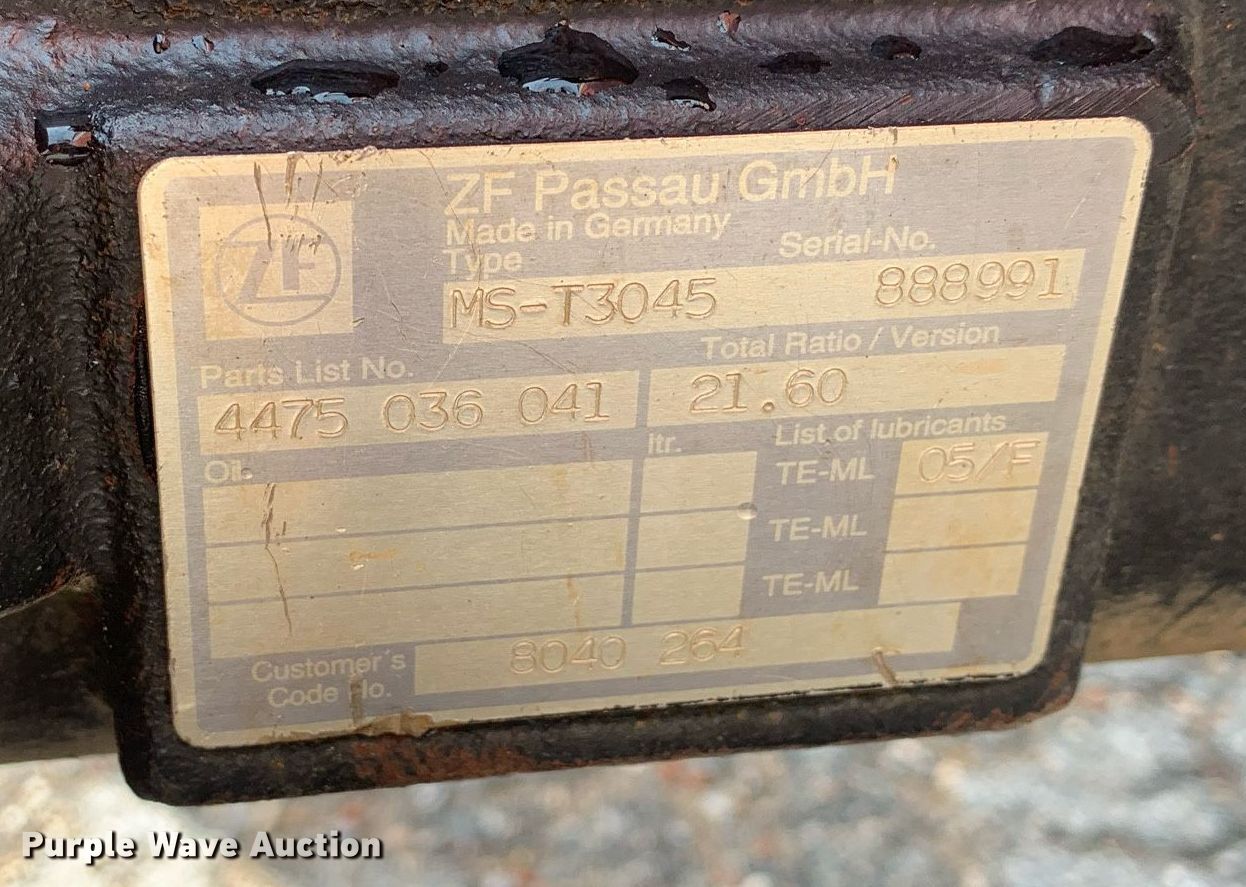 ZF Passau GmbH
Made in Germany
Type Serial-No.
ZF
MS-T3045 888991
Parts List No. Total Ratio / Version
4475 036 041 21.60
Oil. ltr. List of lubricants
TE-ML 05/F
TE-ML
TE-ML
Customer's
Code No.
8040 264
Purple Wave Auction